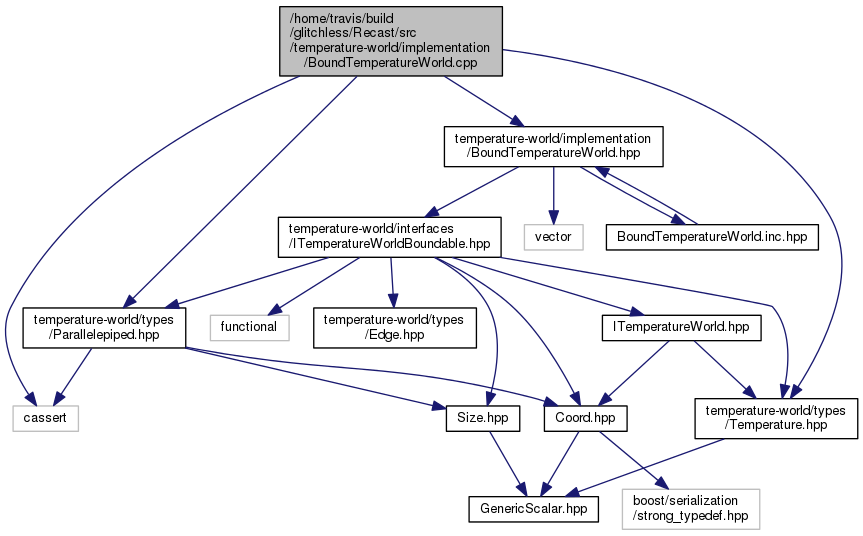 /home/travis/build
/glitchless/Recast/src
/temperature-world/implementation
/BoundTemperatureWorld.cpp
temperature-world/implementation
/BoundTemperatureWorld.hpp
temperature-world/interfaces
/ITemperatureWorldBoundable.hpp
vector
BoundTemperatureWorld.inc.hpp
temperature-world/types
/Parallelepiped.hpp
functional
temperature-world/types
/Edge.hpp
ITemperatureWorld.hpp
cassert
Size.hpp
Coord.hpp
temperature-world/types
/Temperature.hpp
GenericScalar.hpp
boost/serialization
/strong_typedef.hpp